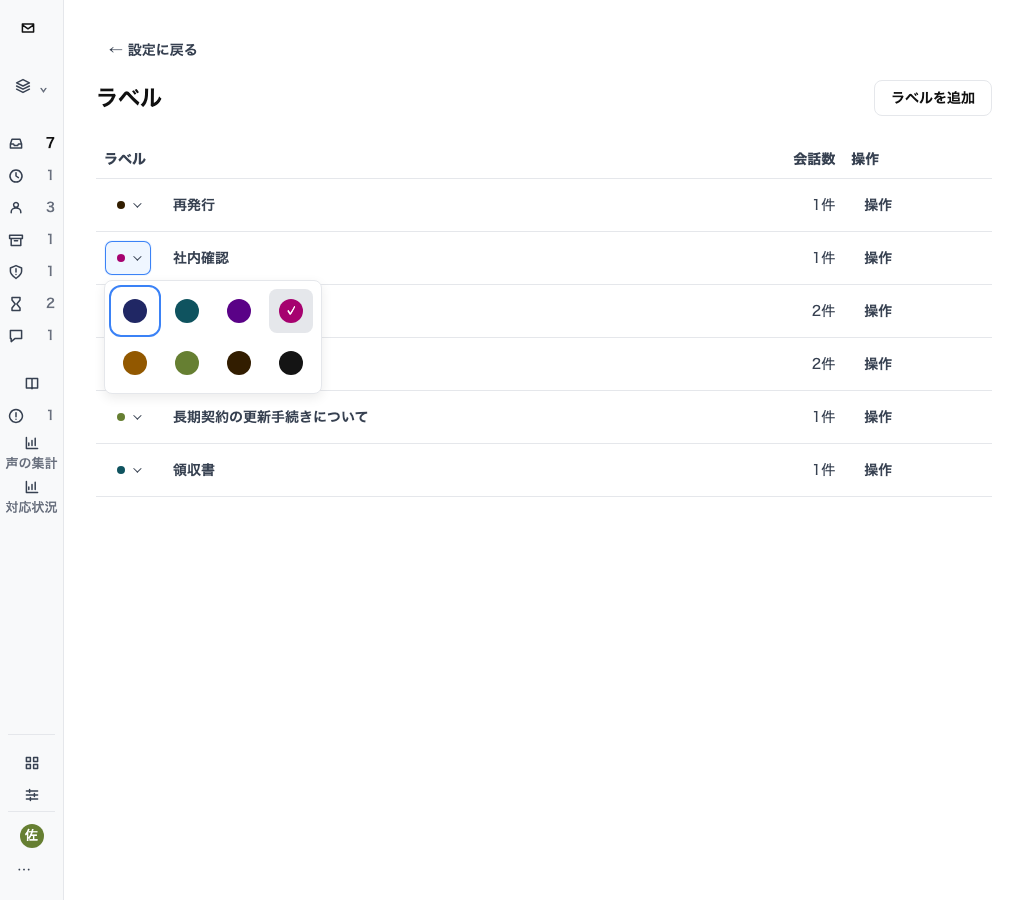 ← 設定に戻る
ラベル
ラベルを追加
ラベル 会話数 操作
再発行 1件 操作
社内確認 1件 操作
2件 操作
2件 操作
長期契約の更新手続きについて 1件 操作
領収書 1件 操作
7
1
3
1
1
2
1
1
声の集計
対応状況
佐
…